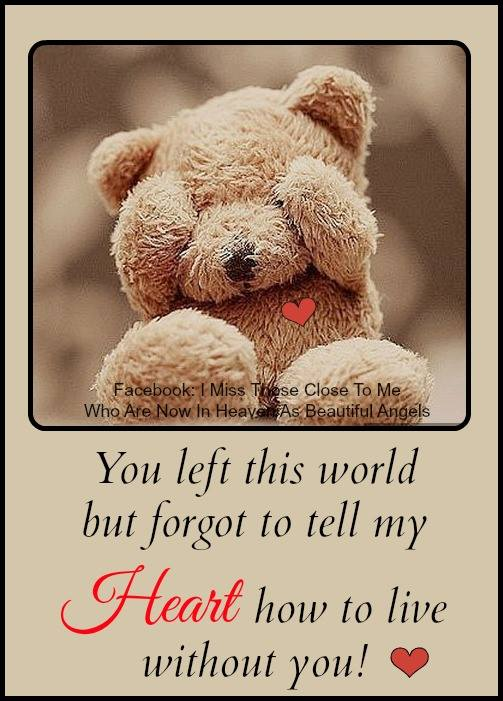 Facebook: I Miss Those Close To Me
Who Are Now In Heaven As Beautiful Angels
You left this world
but forgot to tell my
Heart how to live
without you!